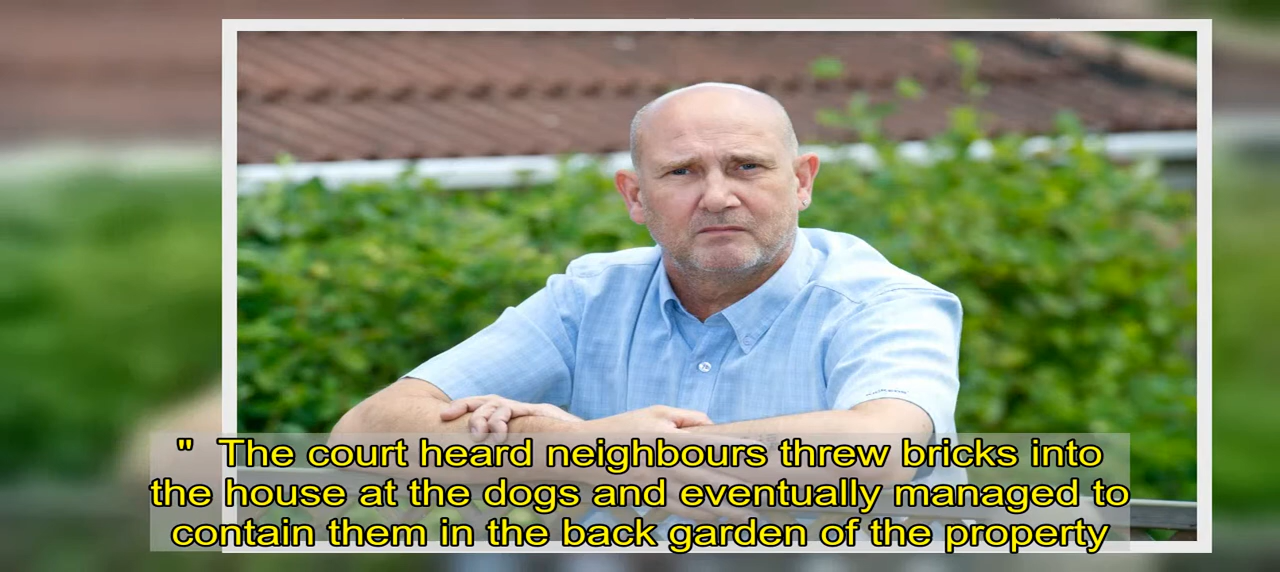 " The court heard neighbours threw bricks into
the house at the dogs and eventually managed to
contain them in the back garden of the property